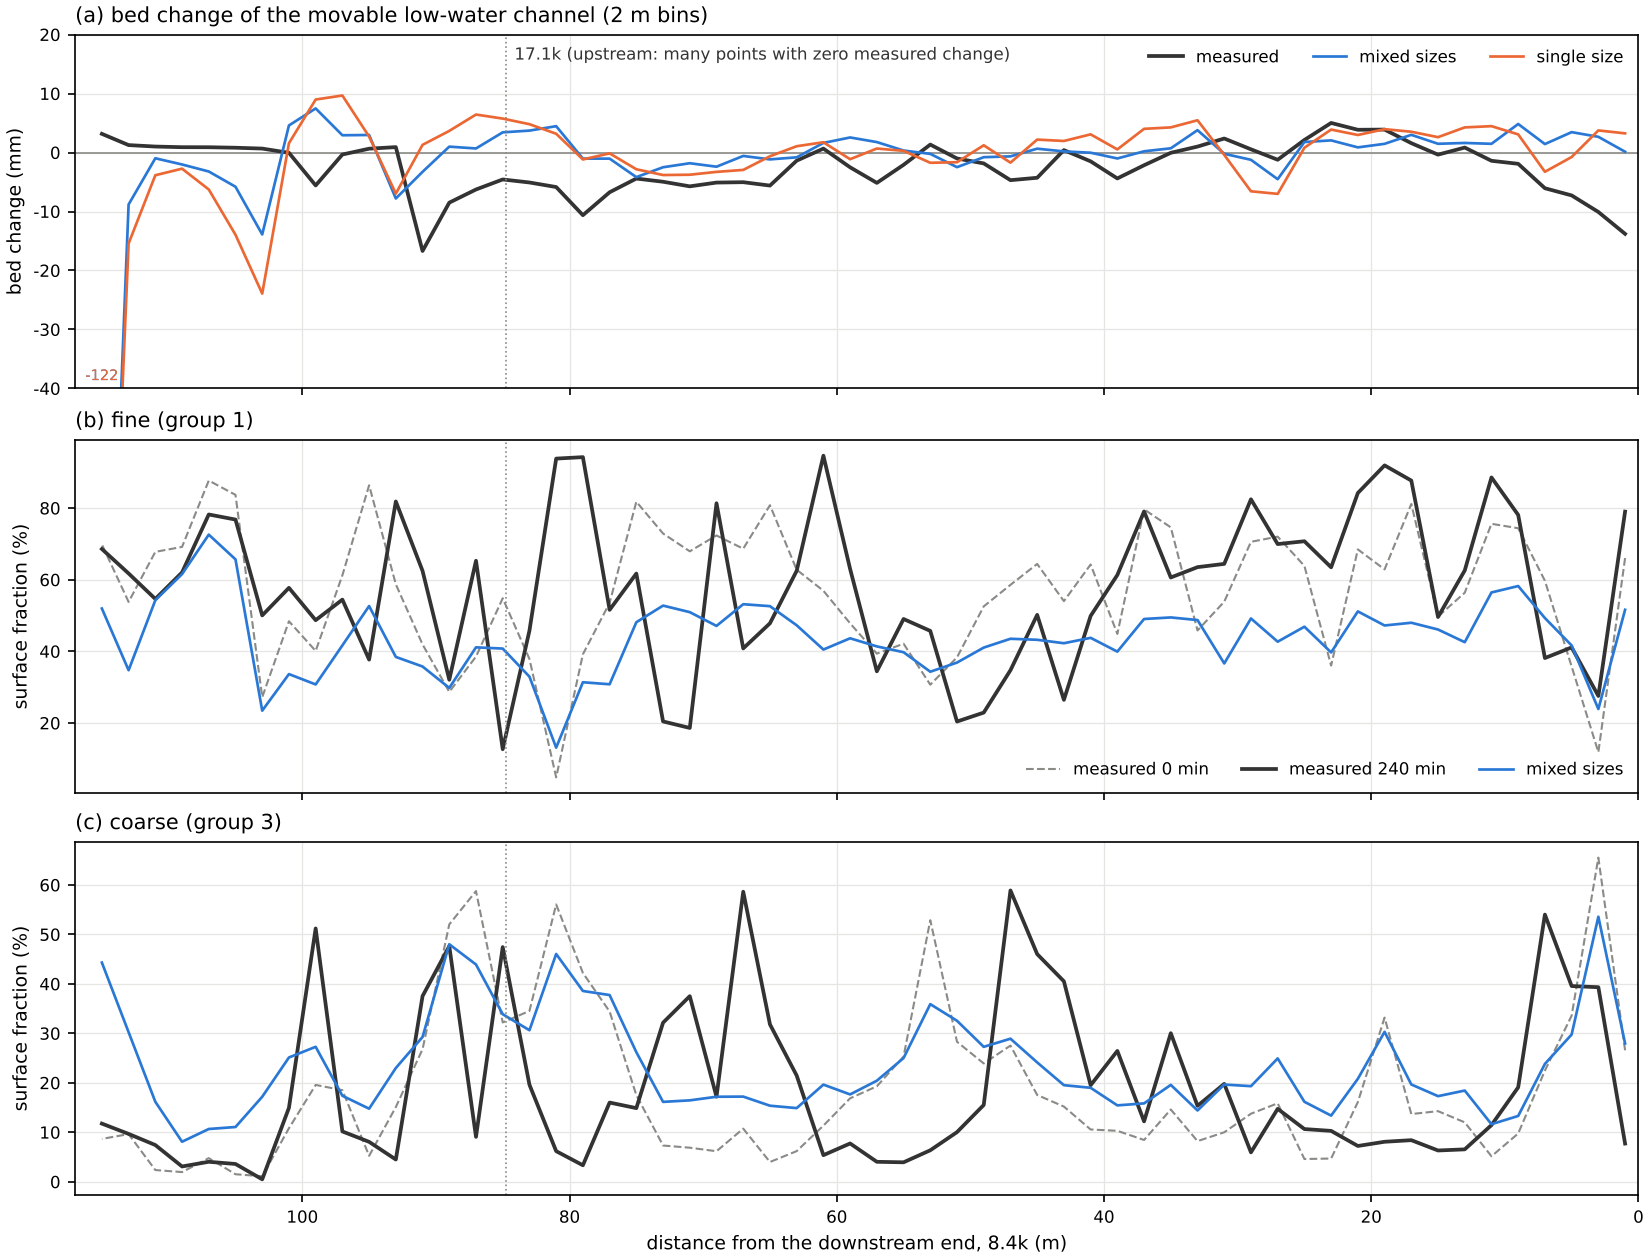 (a) bed change of the movable low-water channel (2 m bins)
17.1k (upstream: many points with zero measured change)
measured
mixed sizes
single size
20
10
0
-10
-20
-30
-40
-122
bed change (mm)
(b) fine (group 1)
80
60
40
20
surface fraction (%)
measured 0 min
measured 240 min
mixed sizes
(c) coarse (group 3)
60
50
40
30
20
10
0
surface fraction (%)
100
80
60
40
20
0
distance from the downstream end, 8.4k (m)